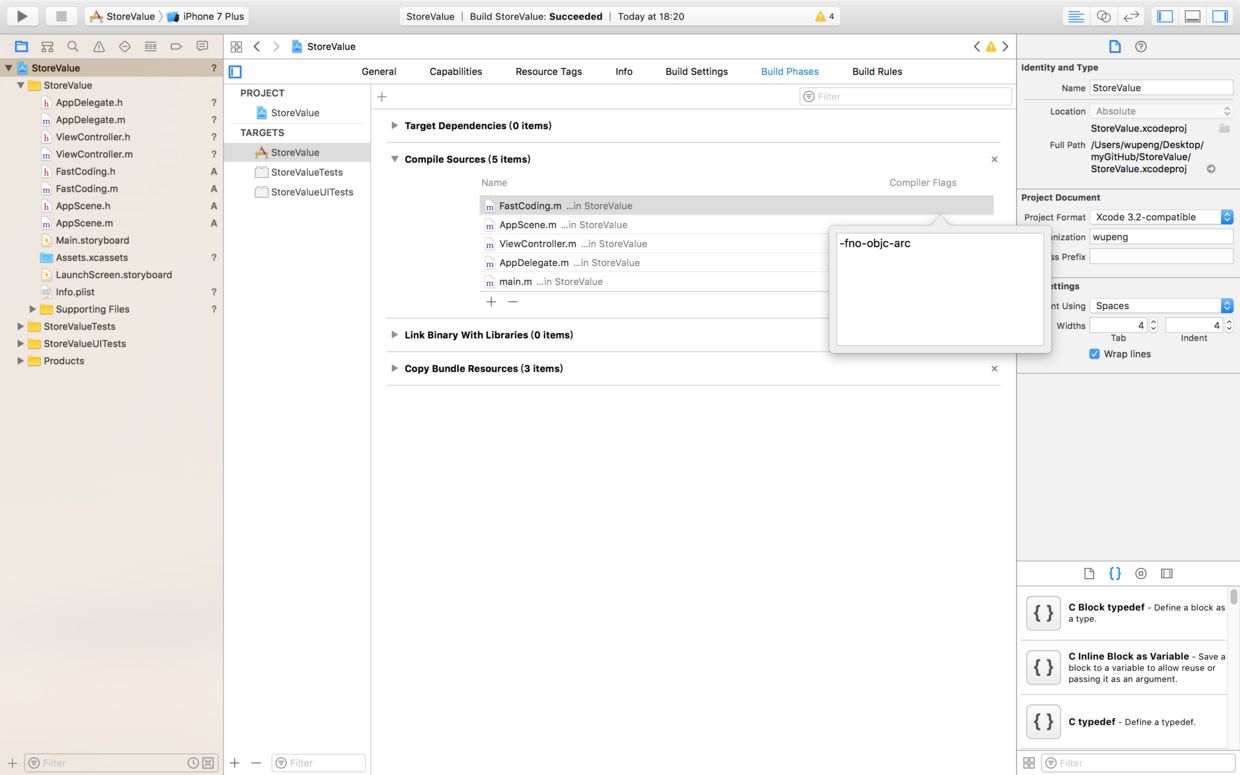 StoreValue
iPhone 7 Plus
StoreValue | Build StoreValue: Succeeded | Today at 18:20
4
StoreValue ?
StoreValue
AppDelegate.h ?
AppDelegate.m ?
ViewController.h ?
ViewController.m ?
FastCoding.h A
FastCoding.m A
AppScene.h A
AppScene.m A
Main.storyboard
Assets.xcassets ?
LaunchScreen.storyboard
Info.plist ?
Supporting Files ?
StoreValueTests
StoreValueUITests
Products
Filter
StoreValue
General Capabilities Resource Tags Info Build Settings Build Phases Build Rules
PROJECT
StoreValue
TARGETS
StoreValue
StoreValueTests
StoreValueUITests
Filter
Filter
Target Dependencies (0 items)
Compile Sources (5 items)
Name Compiler Flags
FastCoding.m ...in StoreValue
AppScene.m ...in StoreValue
ViewController.m ...in StoreValue
AppDelegate.m ...in StoreValue
main.m ...in StoreValue
-fno-objc-arc
Link Binary With Libraries (0 items)
Copy Bundle Resources (3 items)
Identity and Type
Name StoreValue
Location Absolute
StoreValue.xcodeproj
Full Path /Users/wupeng/Desktop/
myGitHub/StoreValue/
StoreValue.xcodeproj
Project Document
Project Format Xcode 3.2-compatible
anization wupeng
ss Prefix
ettings
nt Using Spaces
Widths 4 4
Tab Indent
Wrap lines
{ }
{ } C Block typedef - Define a block as
a type.
{ } C Inline Block as Variable - Save a
block to a variable to allow reuse or
passing it as an argument.
{ } C typedef - Define a typedef.
Filter